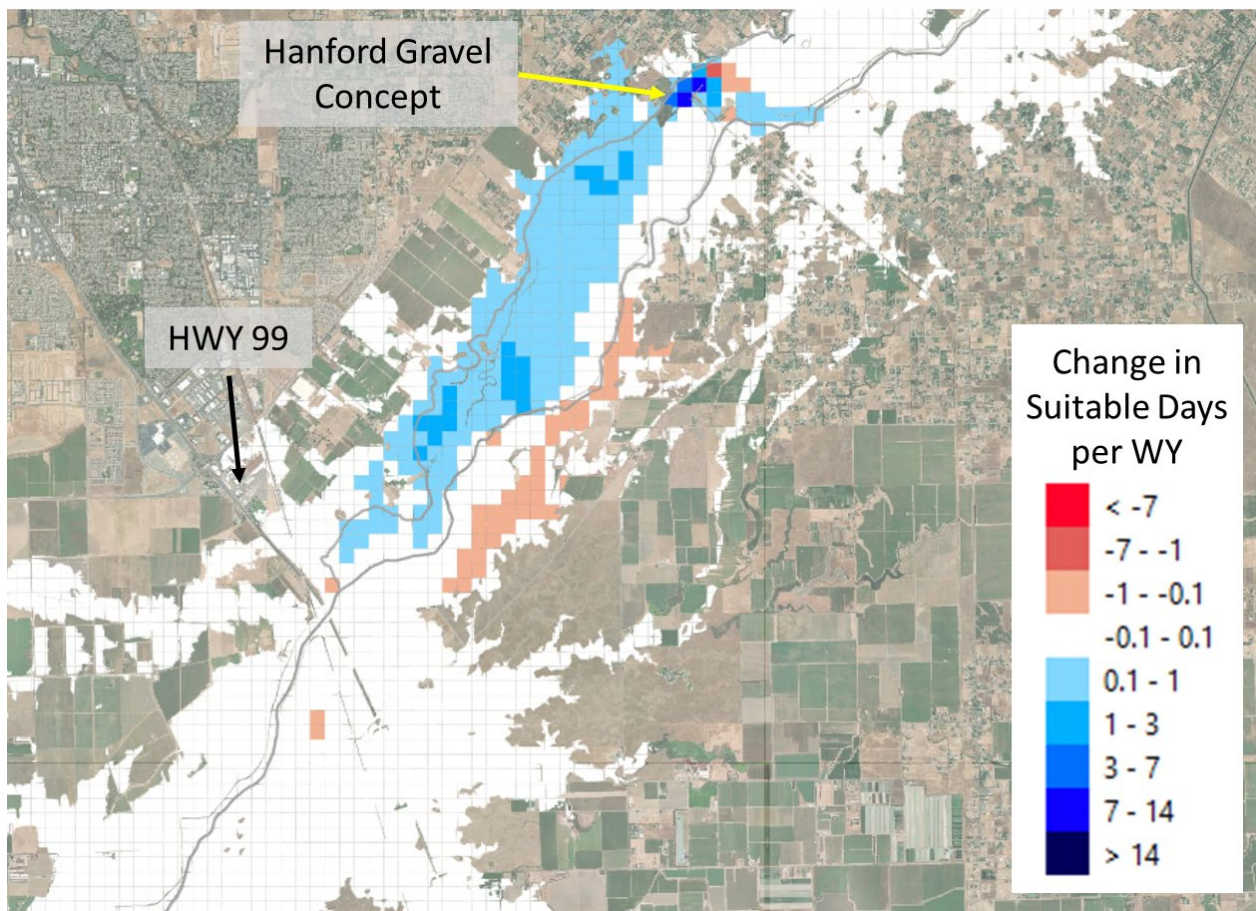 Hanford Gravel
Concept
HWY 99
Change in
Suitable Days
per WY
< -7
-7 - -1
-1 - -0.1
-0.1 - 0.1
0.1 - 1
1 - 3
3 - 7
7 - 14
> 14